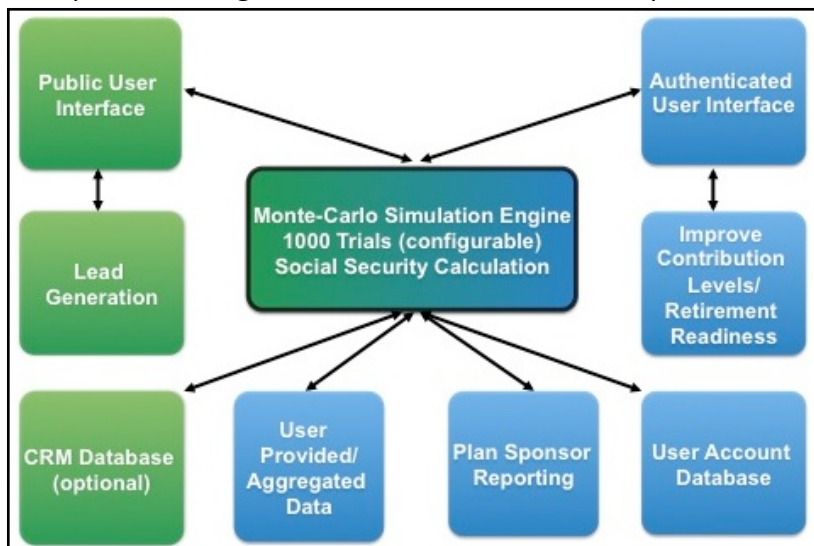 Public User
Interface
Authenticated
User Interface
Monte-Carlo Simulation Engine
1000 Trials (configurable)
Social Security Calculation
Lead
Generation
Improve
Contribution
Levels/
Retirement
Readiness
CRM Database
(optional)
User
Provided/
Aggregated
Data
Plan Sponsor
Reporting
User Account
Database